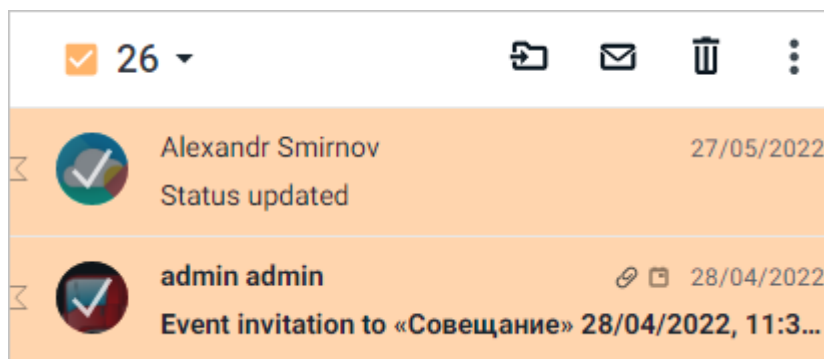 26
Alexandr Smirnov 27/05/2022
Status updated
admin admin 28/04/2022
Event invitation to «Совещание» 28/04/2022, 11:3...